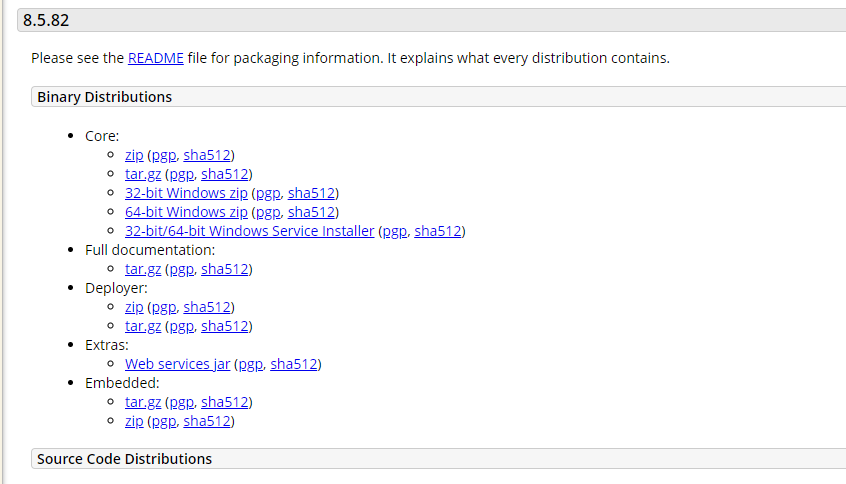 8.5.82
Please see the README file for packaging information. It explains what every distribution contains.
Binary Distributions
Core:
zip (pgp, sha512)
tar.gz (pgp, sha512)
32-bit Windows zip (pgp, sha512)
64-bit Windows zip (pgp, sha512)
32-bit/64-bit Windows Service Installer (pgp, sha512)
Full documentation:
tar.gz (pgp, sha512)
Deployer:
zip (pgp, sha512)
tar.gz (pgp, sha512)
Extras:
Web services jar (pgp, sha512)
Embedded:
tar.gz (pgp, sha512)
zip (pgp, sha512)
Source Code Distributions